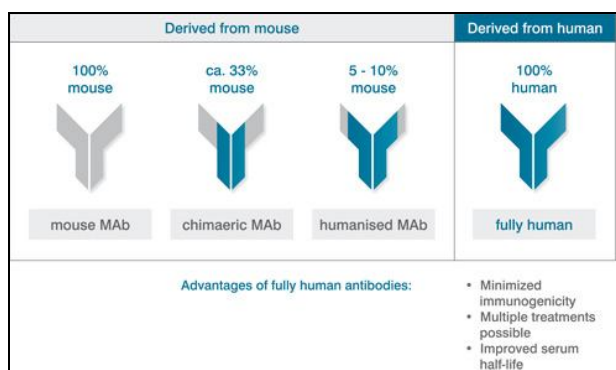 Derived from mouse
Derived from human
100%
mouse
ca. 33%
mouse
5 - 10%
mouse
100%
human
mouse MAb
chimaeric MAb
humanised MAb
fully human
Advantages of fully human antibodies:
• Minimized
immunogenicity
• Multiple treatments
possible
• Improved serum
half-life